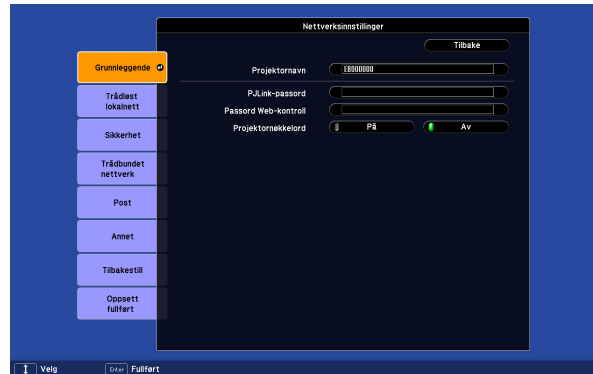 Nettverksinnstillinger
Tilbake
Grunnleggende
Trådløst
lokalnett
Sikkerhet
Trådbundet
nettverk
Post
Annet
Tilbakestill
Oppsett
fullført
Projektornavn
EB000000
PJLink-passord
Passord Web-kontroll
Projektornøkkelord
På
Av
Velg
Enter Fullført